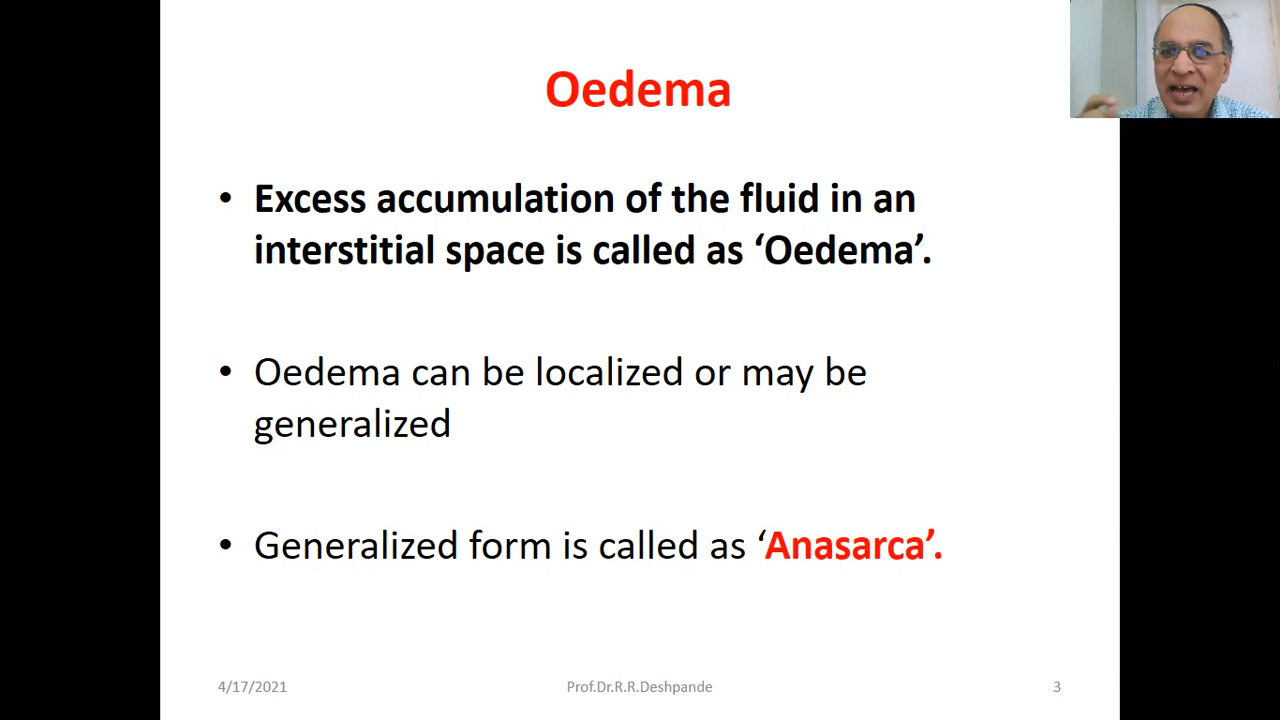 Oedema
• Excess accumulation of the fluid in an
interstitial space is called as ‘Oedema’.
• Oedema can be localized or may be
generalized
• Generalized form is called as ‘Anasarca’.
4/17/2021
Prof.Dr.R.R.Deshpande
3